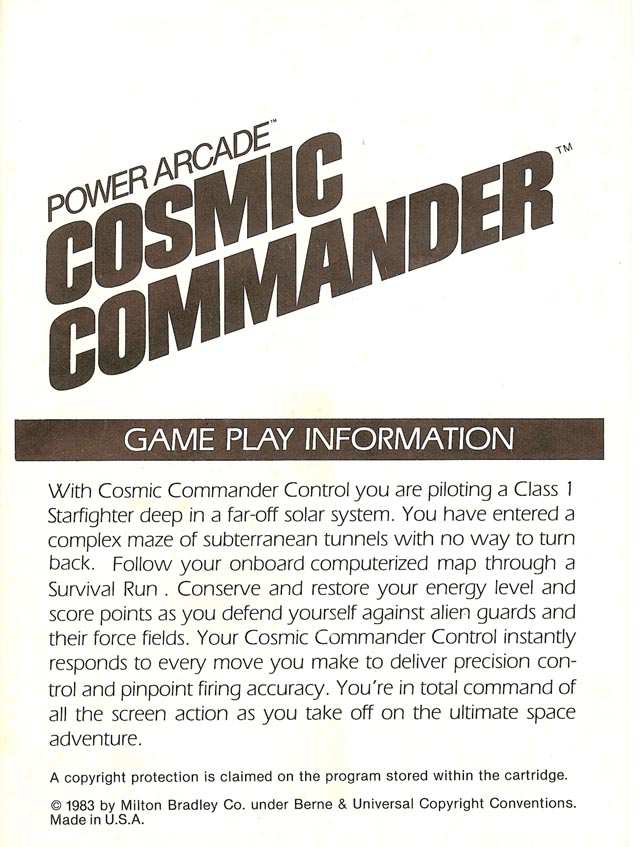 POWER ARCADE™
COSMIC
COMMANDER™
GAME PLAY INFORMATION
With Cosmic Commander Control you are piloting a Class 1
Starfighter deep in a far-off solar system. You have entered a
complex maze of subterranean tunnels with no way to turn
back. Follow your onboard computerized map through a
Survival Run . Conserve and restore your energy level and
score points as you defend yourself against alien guards and
their force fields. Your Cosmic Commander Control instantly
responds to every move you make to deliver precision con-
trol and pinpoint firing accuracy. You're in total command of
all the screen action as you take off on the ultimate space
adventure.
A copyright protection is claimed on the program stored within the cartridge.
© 1983 by Milton Bradley Co. under Berne & Universal Copyright Conventions.
Made in U.S.A.